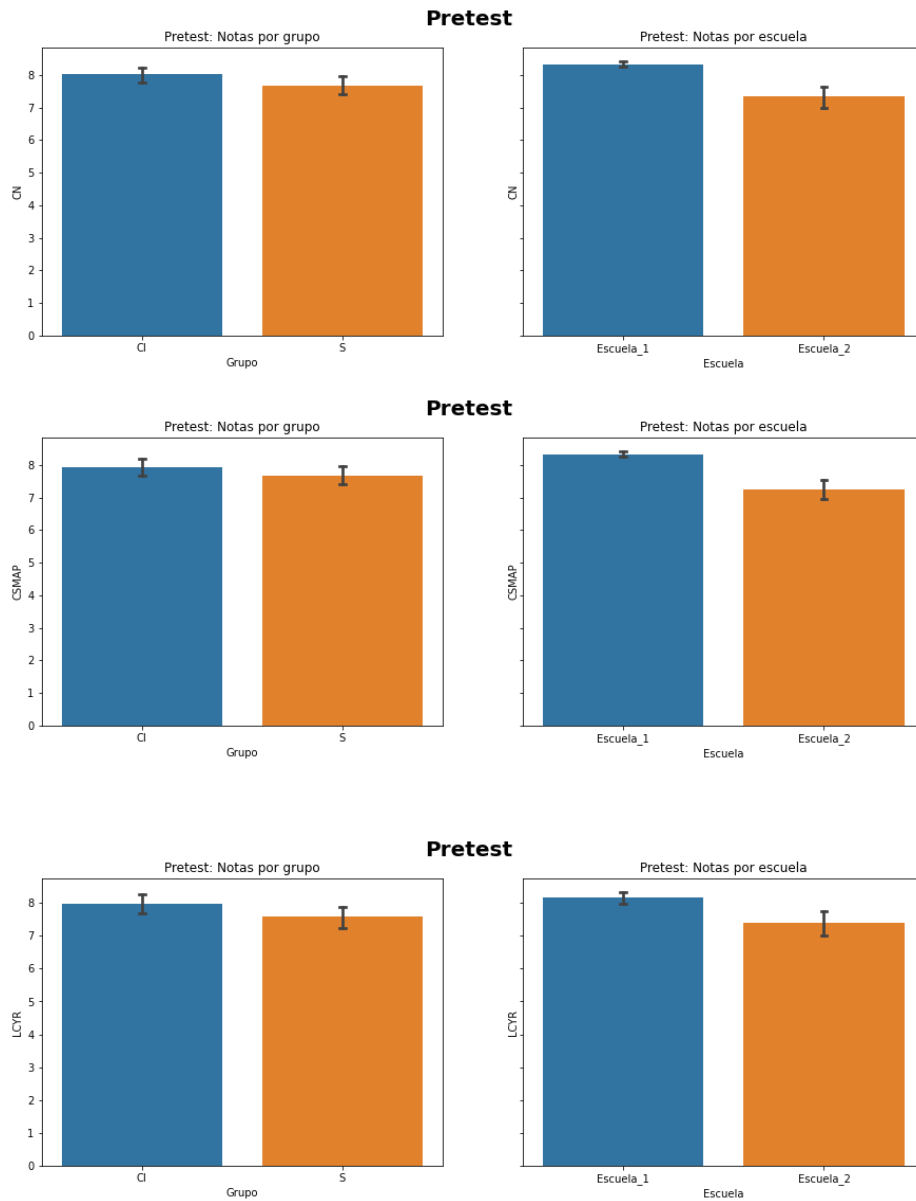 Pretest
Pretest: Notas por grupo
Pretest: Notas por escuela
8
7
6
5
4
3
2
1
0
CN
CI
S
Grupo
CN
Escuela_1
Escuela_2
Escuela
Pretest
Pretest: Notas por grupo
Pretest: Notas por escuela
8
7
6
5
4
3
2
1
0
CSMAP
CI
S
Grupo
CSMAP
Escuela_1
Escuela_2
Escuela
Pretest
Pretest: Notas por grupo
Pretest: Notas por escuela
8
7
6
5
4
3
2
1
0
LCYR
CI
S
Grupo
LCYR
Escuela_1
Escuela_2
Escuela